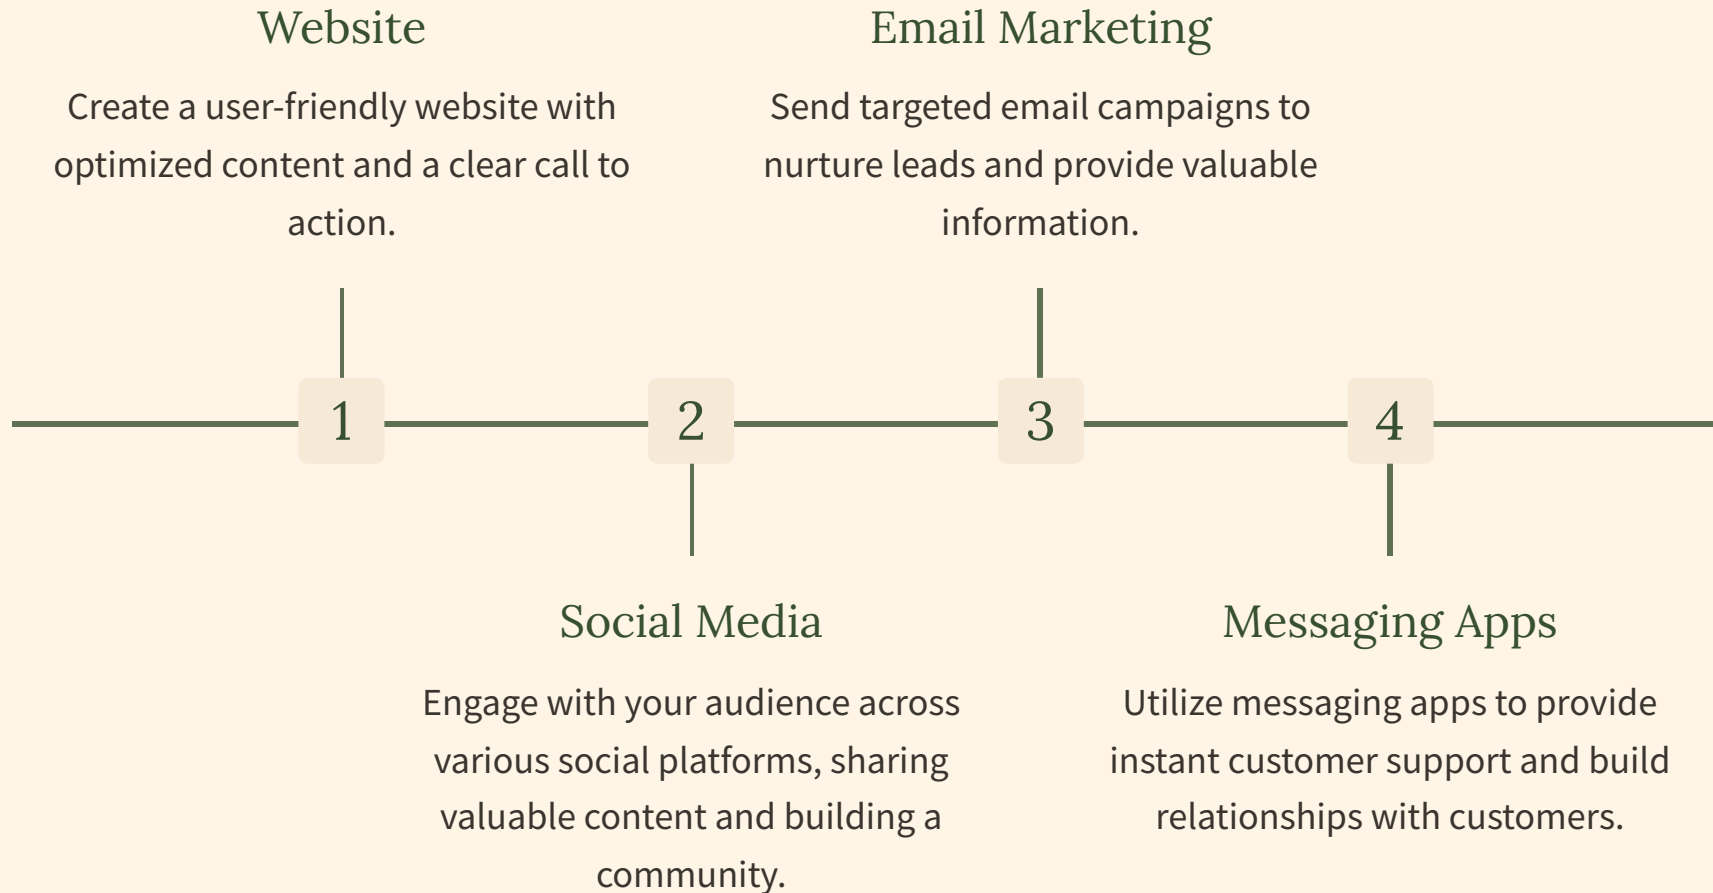 Website
Create a user-friendly website with
optimized content and a clear call to
action.
Email Marketing
Send targeted email campaigns to
nurture leads and provide valuable
information.
1
2
3
4
Social Media
Engage with your audience across
various social platforms, sharing
valuable content and building a
community.
Messaging Apps
Utilize messaging apps to provide
instant customer support and build
relationships with customers.